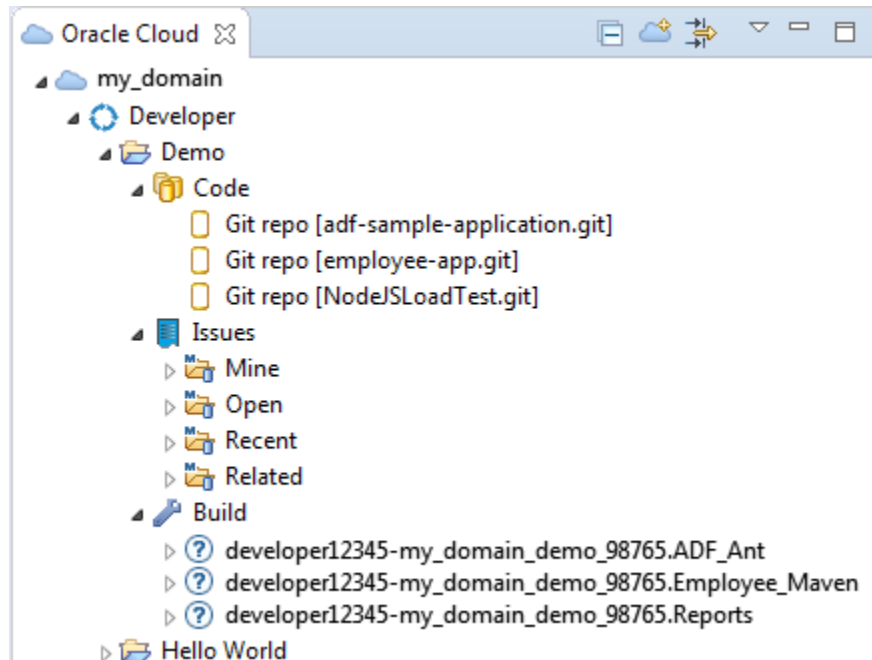 Oracle Cloud
my_domain
Developer
Demo
Code
Git repo [adf-sample-application.git]
Git repo [employee-app.git]
Git repo [NodeJSLoadTest.git]
Issues
Mine
Open
Recent
Related
Build
developer12345-my_domain_demo_98765.ADF_Ant
developer12345-my_domain_demo_98765.Employee_Maven
developer12345-my_domain_demo_98765.Reports
Hello World